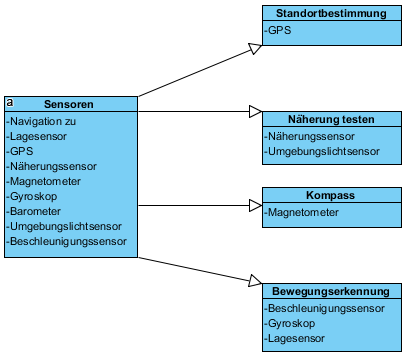 a
Sensoren
-Navigation zu
-Lagesensor
-GPS
-Näherungssensor
-Magnetometer
-Gyroskop
-Barometer
-Umgebungslichtsensor
-Beschleunigungssensor
Standortbestimmung
-GPS
Näherung testen
-Näherungssensor
-Umgebungslichtsensor
Kompass
-Magnetometer
Bewegungserkennung
-Beschleunigungssensor
-Gyroskop
-Lagesensor